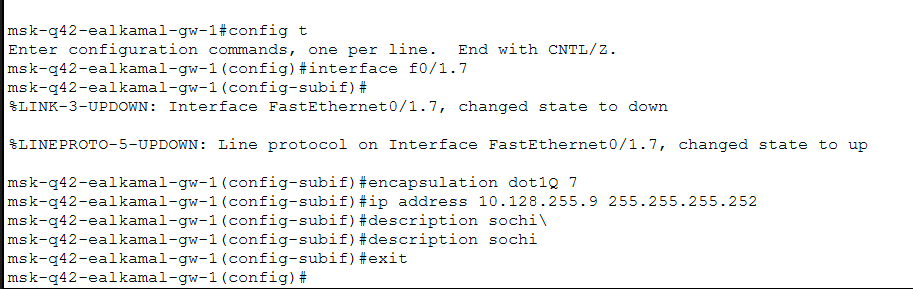 msk-q42-ealkamal-gw-1#config t
Enter configuration commands, one per line.  End with CNTL/Z.
msk-q42-ealkamal-gw-1(config)#interface f0/1.7
msk-q42-ealkamal-gw-1(config-subif)#
%LINK-3-UPDOWN: Interface FastEthernet0/1.7, changed state to down
%LINEPROTO-5-UPDOWN: Line protocol on Interface FastEthernet0/1.7, changed state to up
msk-q42-ealkamal-gw-1(config-subif)#encapsulation dot1Q 7
msk-q42-ealkamal-gw-1(config-subif)#ip address 10.128.255.9 255.255.255.252
msk-q42-ealkamal-gw-1(config-subif)#description sochi\
msk-q42-ealkamal-gw-1(config-subif)#description sochi
msk-q42-ealkamal-gw-1(config-subif)#exit
msk-q42-ealkamal-gw-1(config)#